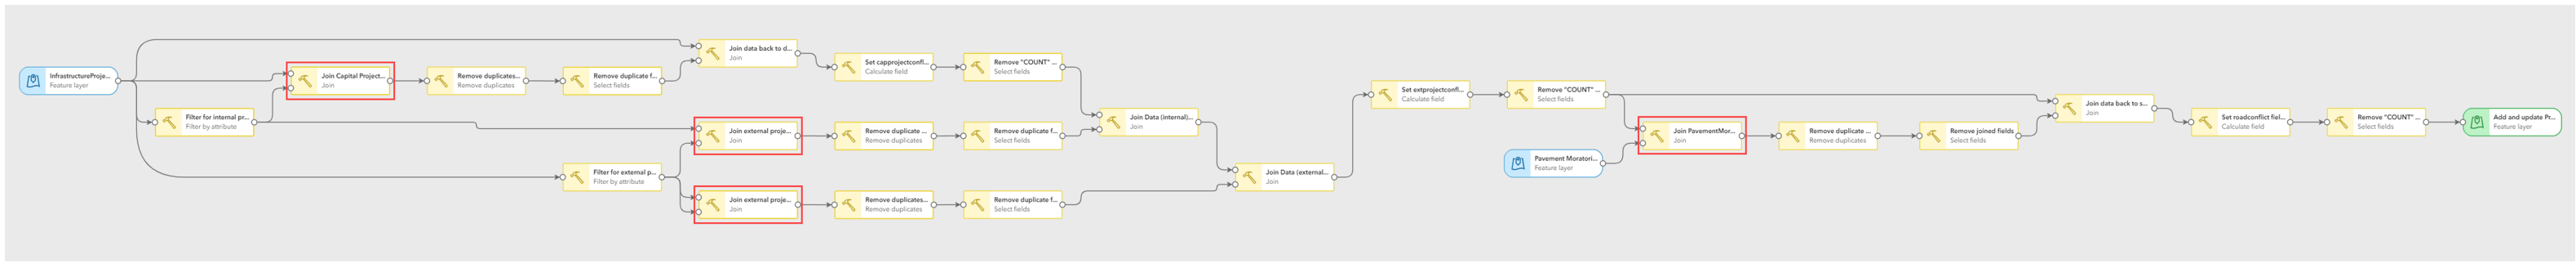 InfrastructureProje...
Feature layer
Filter for internal pr...
Filter by attribute
Join Capital Project...
Join
Remove duplicates...
Remove duplicates
Remove duplicate f...
Select fields
Filter for external p...
Filter by attribute
Join data back to d...
Join
Join external proje...
Join
Join external proje...
Join
Set capprojectconfl...
Calculate field
Remove duplicate ...
Remove duplicates
Remove duplicates...
Remove duplicates
Remove "COUNT" ...
Select fields
Remove duplicate f...
Select fields
Remove duplicate f...
Select fields
Join Data (internal)...
Join
Join Data (external...
Join
Set extprojectconfl...
Calculate field
Remove "COUNT" ...
Select fields
Pavement Moratori...
Feature layer
Join PavementMor...
Join
Remove duplicate ...
Remove duplicates
Remove joined fields
Select fields
Join data back to s...
Join
Set roadconflict fiel...
Calculate field
Remove "COUNT" ...
Select fields
Add and update Pr...
Feature layer